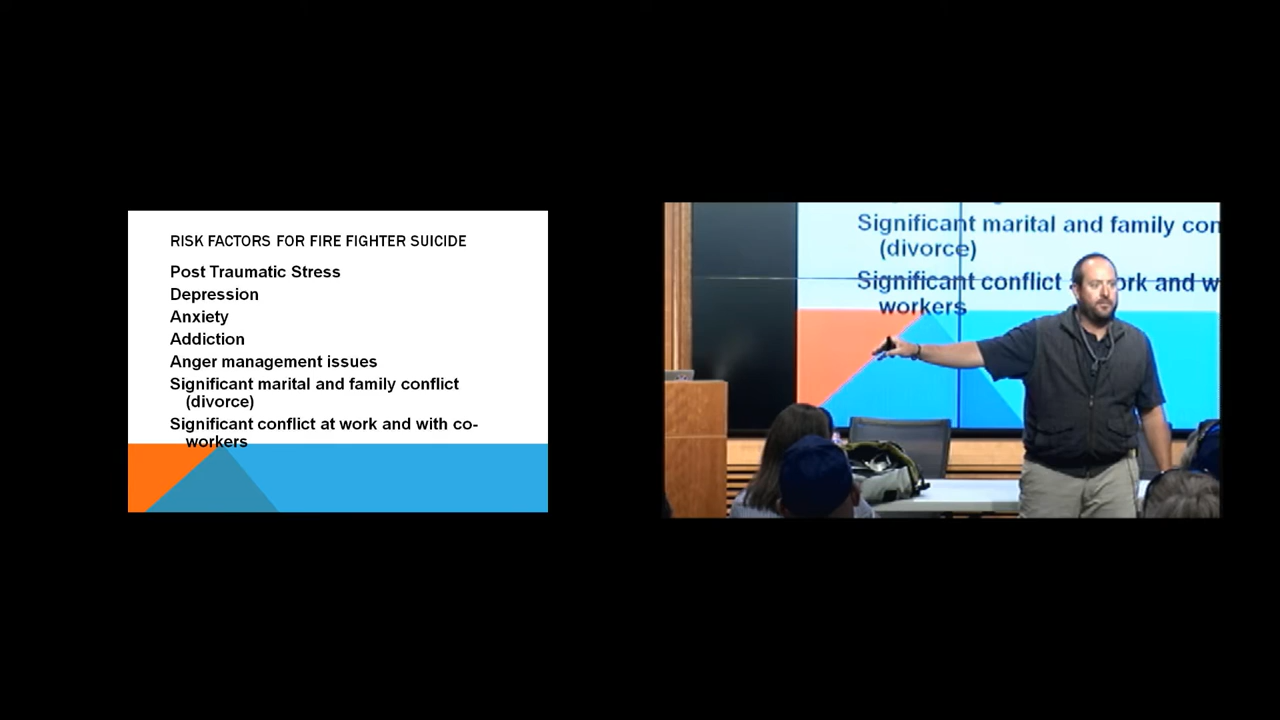 RISK FACTORS FOR FIRE FIGHTER SUICIDE
Post Traumatic Stress
Depression
Anxiety
Addiction
Anger management issues
Significant marital and family conflict
(divorce)
Significant conflict at work and with co-
workers
Significant marital and family con
(divorce)
Significant conflict ork and w
workers